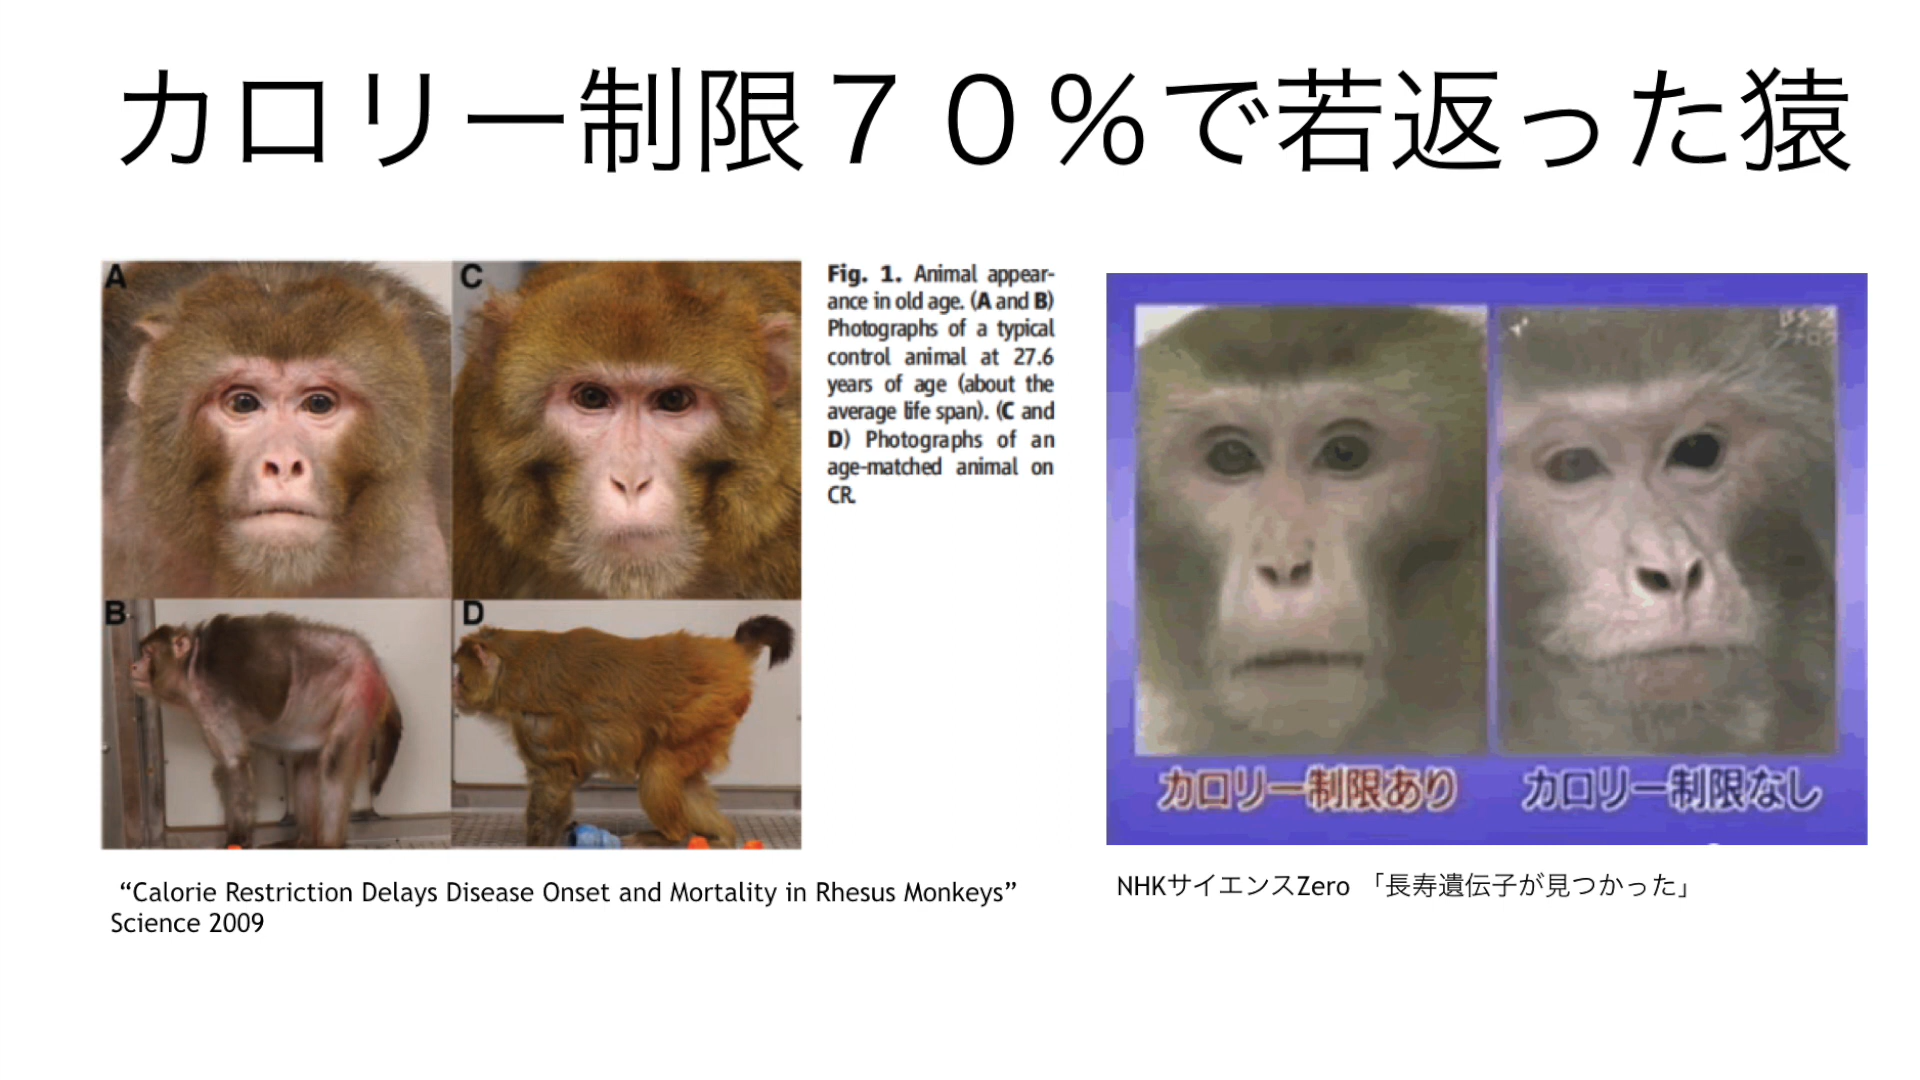 カロリー制限７０％で若返った猿
A
C
B
D
Fig. 1. Animal appear-
ance in old age. (A and B)
Photographs of a typical
control animal at 27.6
years of age (about the
average life span). (C and
D) Photographs of an
age-matched animal on
CR.
カロリー制限あり
カロリー制限なし
“Calorie Restriction Delays Disease Onset and Mortality in Rhesus Monkeys”
Science 2009
NHKサイエンスZero 「長寿遺伝子が見つかった」